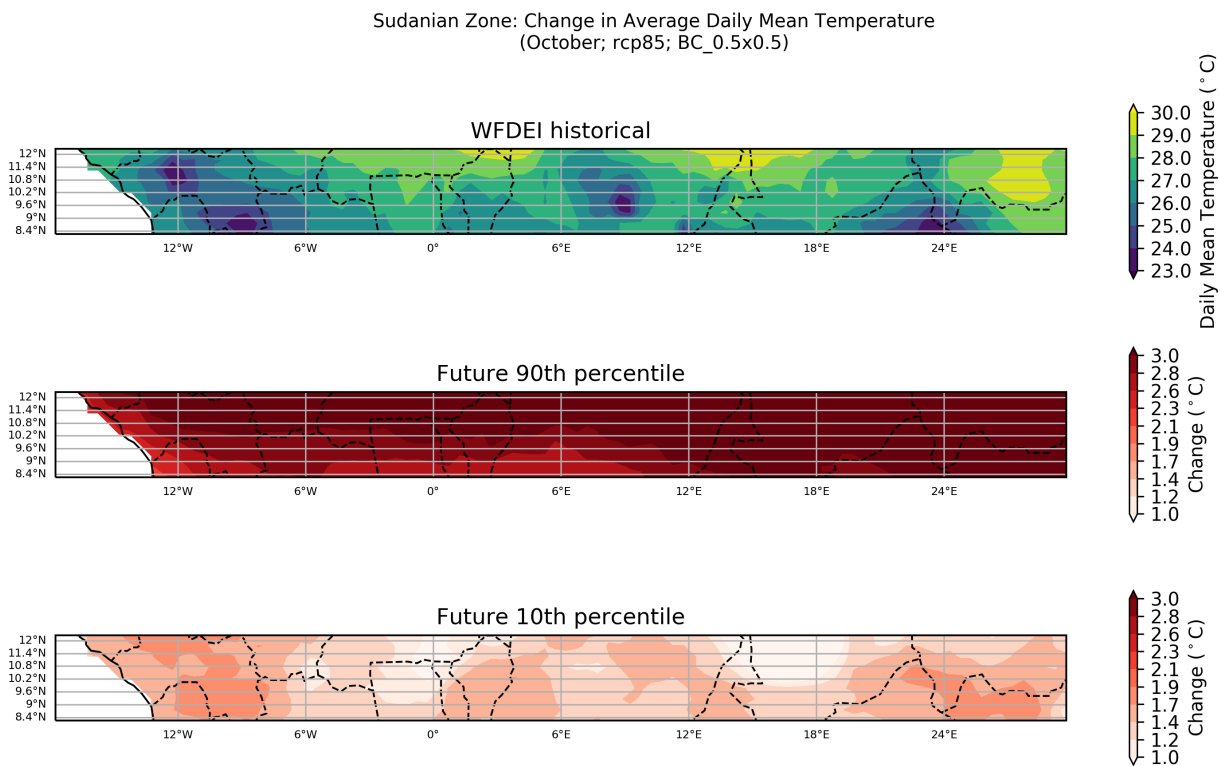 Sudanian Zone: Change in Average Daily Mean Temperature
(October; rcp85; BC_0.5x0.5)
WFDEI historical
12°N
11.4°N
10.8°N
10.2°N
9.6°N
9°N
8.4°N
12°W 6°W 0° 6°E 12°E 18°E 24°E
30.0
29.0
28.0
27.0
26.0
25.0
24.0
23.0
Daily Mean Temperature (°C)
Future 90th percentile
12°N
11.4°N
10.8°N
10.2°N
9.6°N
9°N
8.4°N
12°W 6°W 0° 6°E 12°E 18°E 24°E
3.0
2.8
2.6
2.3
2.1
1.9
1.7
1.4
1.2
1.0
Change (°C)
Future 10th percentile
12°N
11.4°N
10.8°N
10.2°N
9.6°N
9°N
8.4°N
12°W 6°W 0° 6°E 12°E 18°E 24°E
3.0
2.8
2.6
2.3
2.1
1.9
1.7
1.4
1.2
1.0
Change (°C)